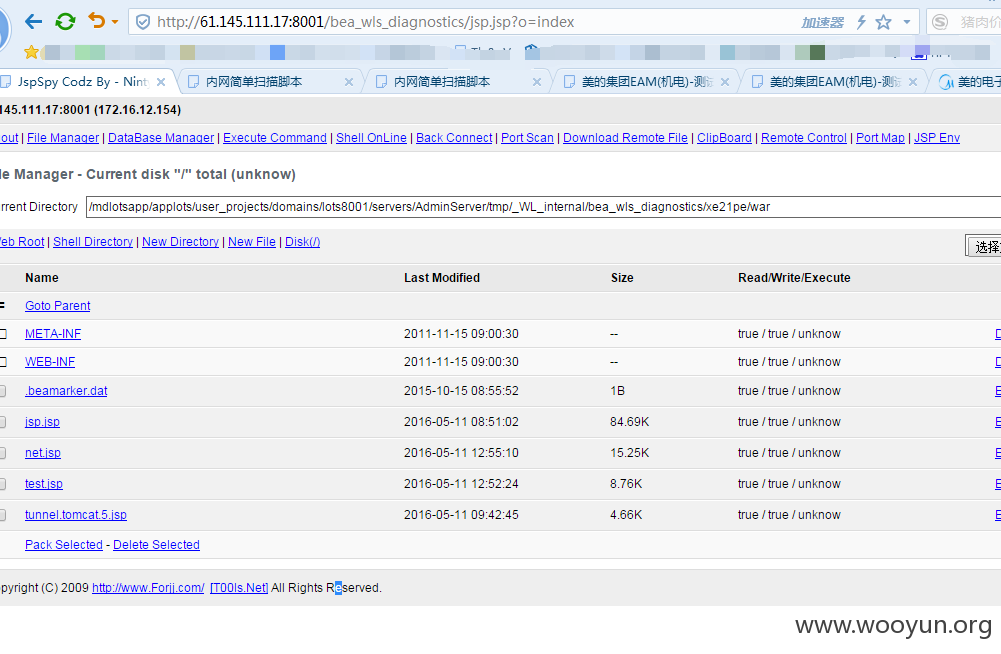 http://61.145.111.17:8001/bea_wls_diagnostics/jsp.jsp?o=index 加速器 猪肉价
JspSpy Codz By - Nint 内网简单扫描脚本 内网简单扫描脚本 美的集团EAM(机电)-测试 美的集团EAM(机电)-测试 美的电子
145.111.17:8001 (172.16.12.154)
out | File Manager | DataBase Manager | Execute Command | Shell OnLine | Back Connect | Port Scan | Download Remote File | ClipBoard | Remote Control | Port Map | JSP Env
le Manager - Current disk "/" total (unknow)
rrent Directory /mdlotsapp/applots/user_projects/domains/lots8001/servers/AdminServer/tmp/_WL_internal/bea_wls_diagnostics/xe21pe/war
eb Root | Shell Directory | New Directory | New File | Disk(/) 选择
Name Last Modified Size Read/Write/Execute
= Goto Parent
META-INF 2011-11-15 09:00:30 -- true / true / unknow
WEB-INF 2011-11-15 09:00:30 -- true / true / unknow
.beamarker.dat 2015-10-15 08:55:52 1B true / true / unknow E
jsp.jsp 2016-05-11 08:51:02 84.69K true / true / unknow E
net.jsp 2016-05-11 12:55:10 15.25K true / true / unknow E
test.jsp 2016-05-11 12:52:24 8.76K true / true / unknow E
tunnel.tomcat.5.jsp 2016-05-11 09:42:45 4.66K true / true / unknow E
Pack Selected - Delete Selected
pyright (C) 2009 http://www.Forjj.com/ [T00ls.Net] All Rights Reserved.
www.wooyun.org